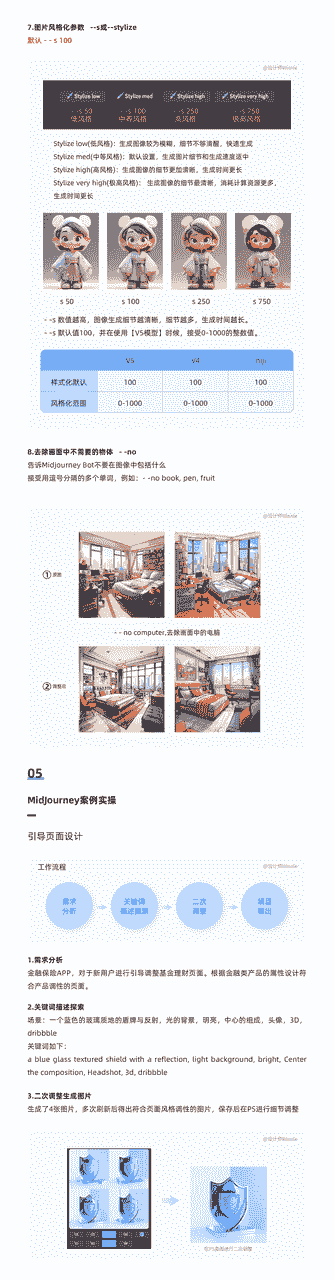 7.图片风格化参数 --s或--stylize
默认 - - s 100
Stylize low
Stylize med
Stylize high
Stylize very high
- -s 50
- -s 100
- -s 250
- -s 750
低风格
中等风格
高风格
极高风格
Stylize low(低风格)：生成图像较为模糊，细节不够清醒，快速生成
Stylize med(中等风格)：默认设置，生成图片细节和生成速度适中
Stylize high(高风格)：生成图像的细节更加清晰，生成时间更长
Stylize very high(极高风格)： 生成图像的细节最清晰，消耗计算资源更多，
生成时间更长
s 50
s 100
s 250
s 750
- -s 数值越高，图像生成细节越清晰，细节越多，生成时间越长。
- -s 默认值100，并在使用【V5模型】时候，接受0-1000的整数值。
V5
V4
niji
样式化默认
100
100
100
风格化范围
0-1000
0-1000
0-1000
8.去除画面中不需要的物体 - -no
告诉Midjourney Bot不要在图像中包括什么
接受用逗号分隔的多个单词，例如：- -no book, pen, fruit
① 原图
- - no computer,去除画面中的电脑
② 调整后
05
MidJourney案例实操
引导页面设计
工作流程
需求
分析
关键词
描述探索
二次
调整
场景
输出
1.需求分析
金融保险APP，对于新用户进行引导调整基金理财页面。根据金融类产品的属性设计符
合产品调性的页面。
2.关键词描述探索
场景：一个蓝色的玻璃质地的盾牌与反射，光的背景，明亮，中心的组成，头像，3D，
dribbble
关键词如下：
a blue glass textured shield with a reflection, light background, bright, Center
the composition, Headshot, 3d, dribbble
3.二次调整生成图片
生成了4张图片，多次刷新后得出符合页面风格调性的图片，保存后在PS进行细节调整
在PS里面进行二次调整